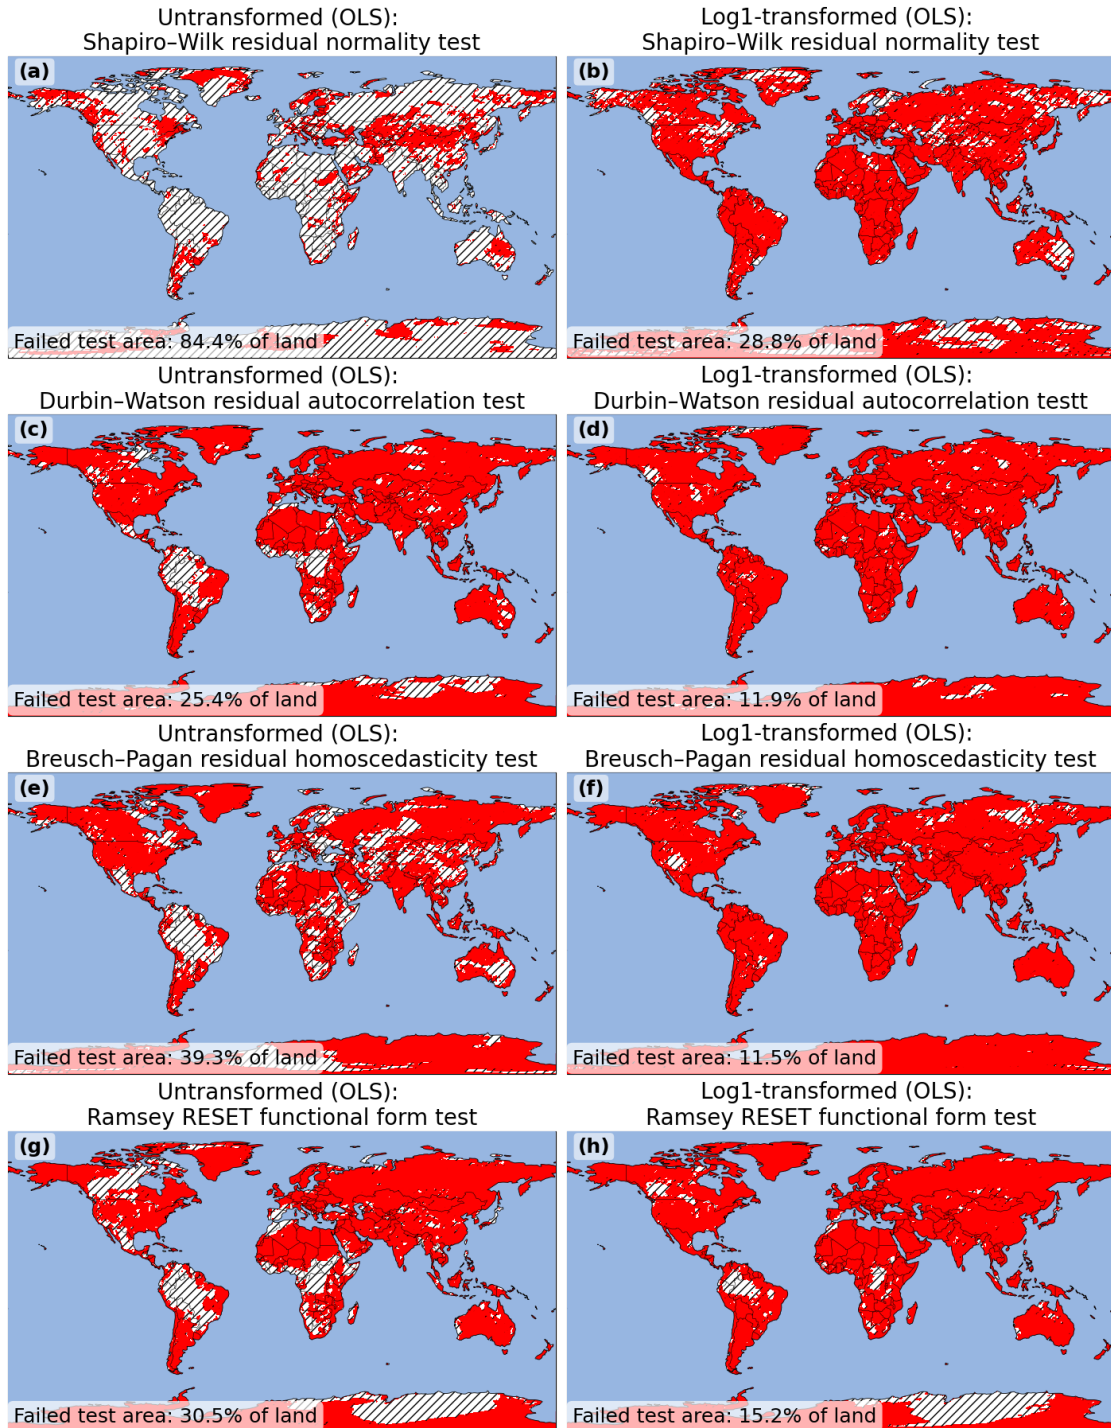 Untransformed (OLS):
Shapiro–Wilk residual normality test
(a)
Failed test area: 84.4% of land
Log1-transformed (OLS):
Shapiro–Wilk residual normality test
(b)
Failed test area: 28.8% of land
Untransformed (OLS):
Durbin–Watson residual autocorrelation test
(c)
Failed test area: 25.4% of land
Log1-transformed (OLS):
Durbin–Watson residual autocorrelation testt
(d)
Failed test area: 11.9% of land
Untransformed (OLS):
Breusch–Pagan residual homoscedasticity test
(e)
Failed test area: 39.3% of land
Log1-transformed (OLS):
Breusch–Pagan residual homoscedasticity test
(f)
Failed test area: 11.5% of land
Untransformed (OLS):
Ramsey RESET functional form test
(g)
Failed test area: 30.5% of land
Log1-transformed (OLS):
Ramsey RESET functional form test
(h)
Failed test area: 15.2% of land